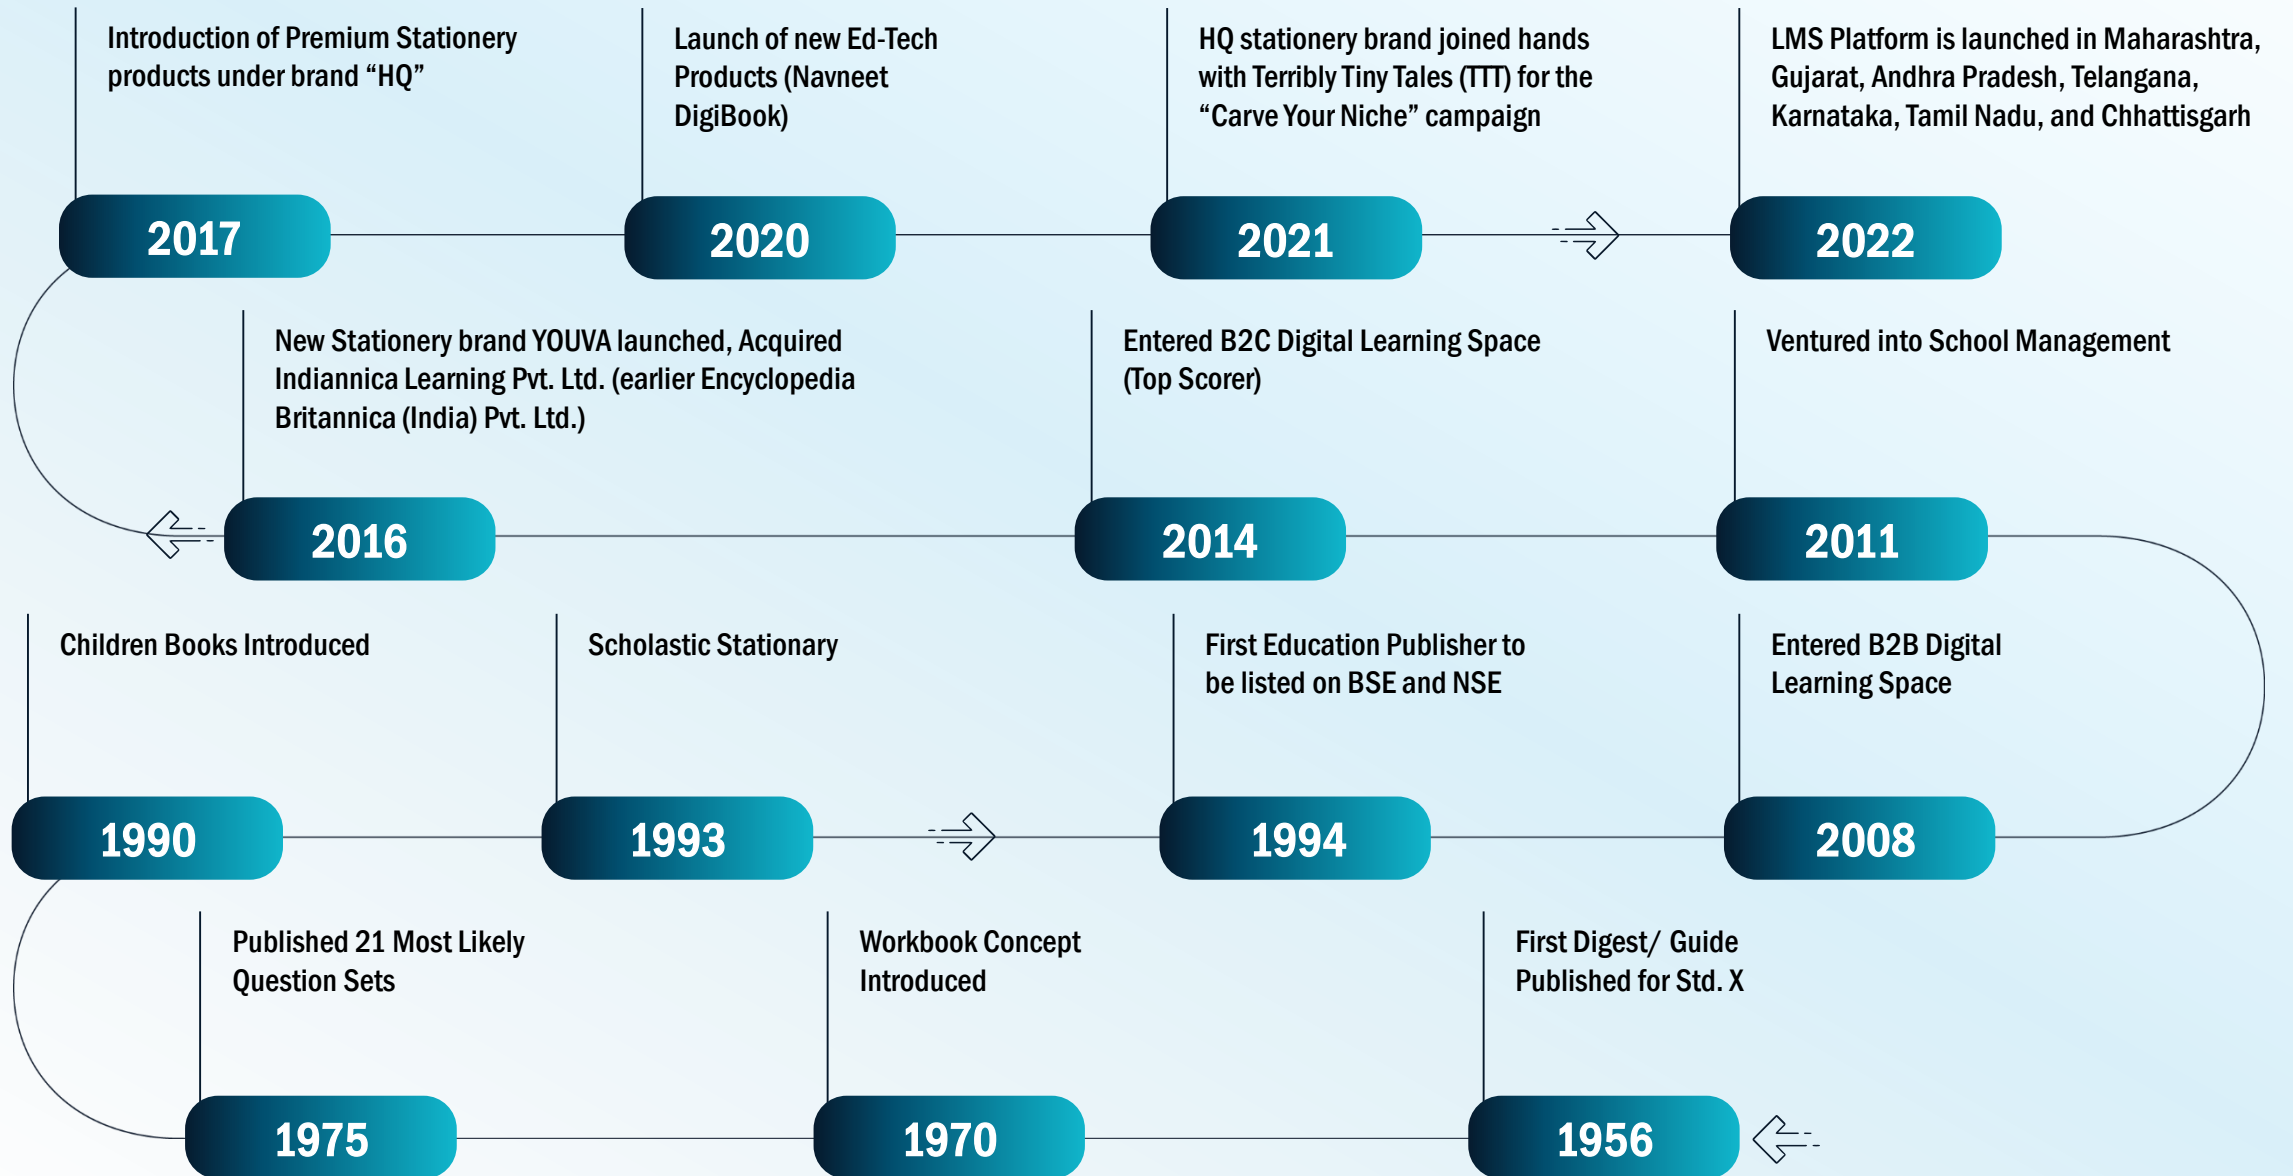 Introduction of Premium Stationery
products under brand “HQ”
2017
Launch of new Ed-Tech
Products (Navneet
DigiBook)
2020
HQ stationery brand joined hands
with Terribly Tiny Tales (TTT) for the
“Carve Your Niche” campaign
2021
LMS Platform is launched in Maharashtra,
Gujarat, Andhra Pradesh, Telangana,
Karnataka, Tamil Nadu, and Chhattisgarh
2022
New Stationery brand YOUVA launched, Acquired
Indiannica Learning Pvt. Ltd. (earlier Encyclopedia
Britannica (India) Pvt. Ltd.)
2016
Entered B2C Digital Learning Space
(Top Scorer)
2014
Ventured into School Management
2011
Children Books Introduced
1990
Scholastic Stationary
1993
First Education Publisher to
be listed on BSE and NSE
1994
Entered B2B Digital
Learning Space
2008
Published 21 Most Likely
Question Sets
1975
Workbook Concept
Introduced
1970
First Digest/ Guide
Published for Std. X
1956